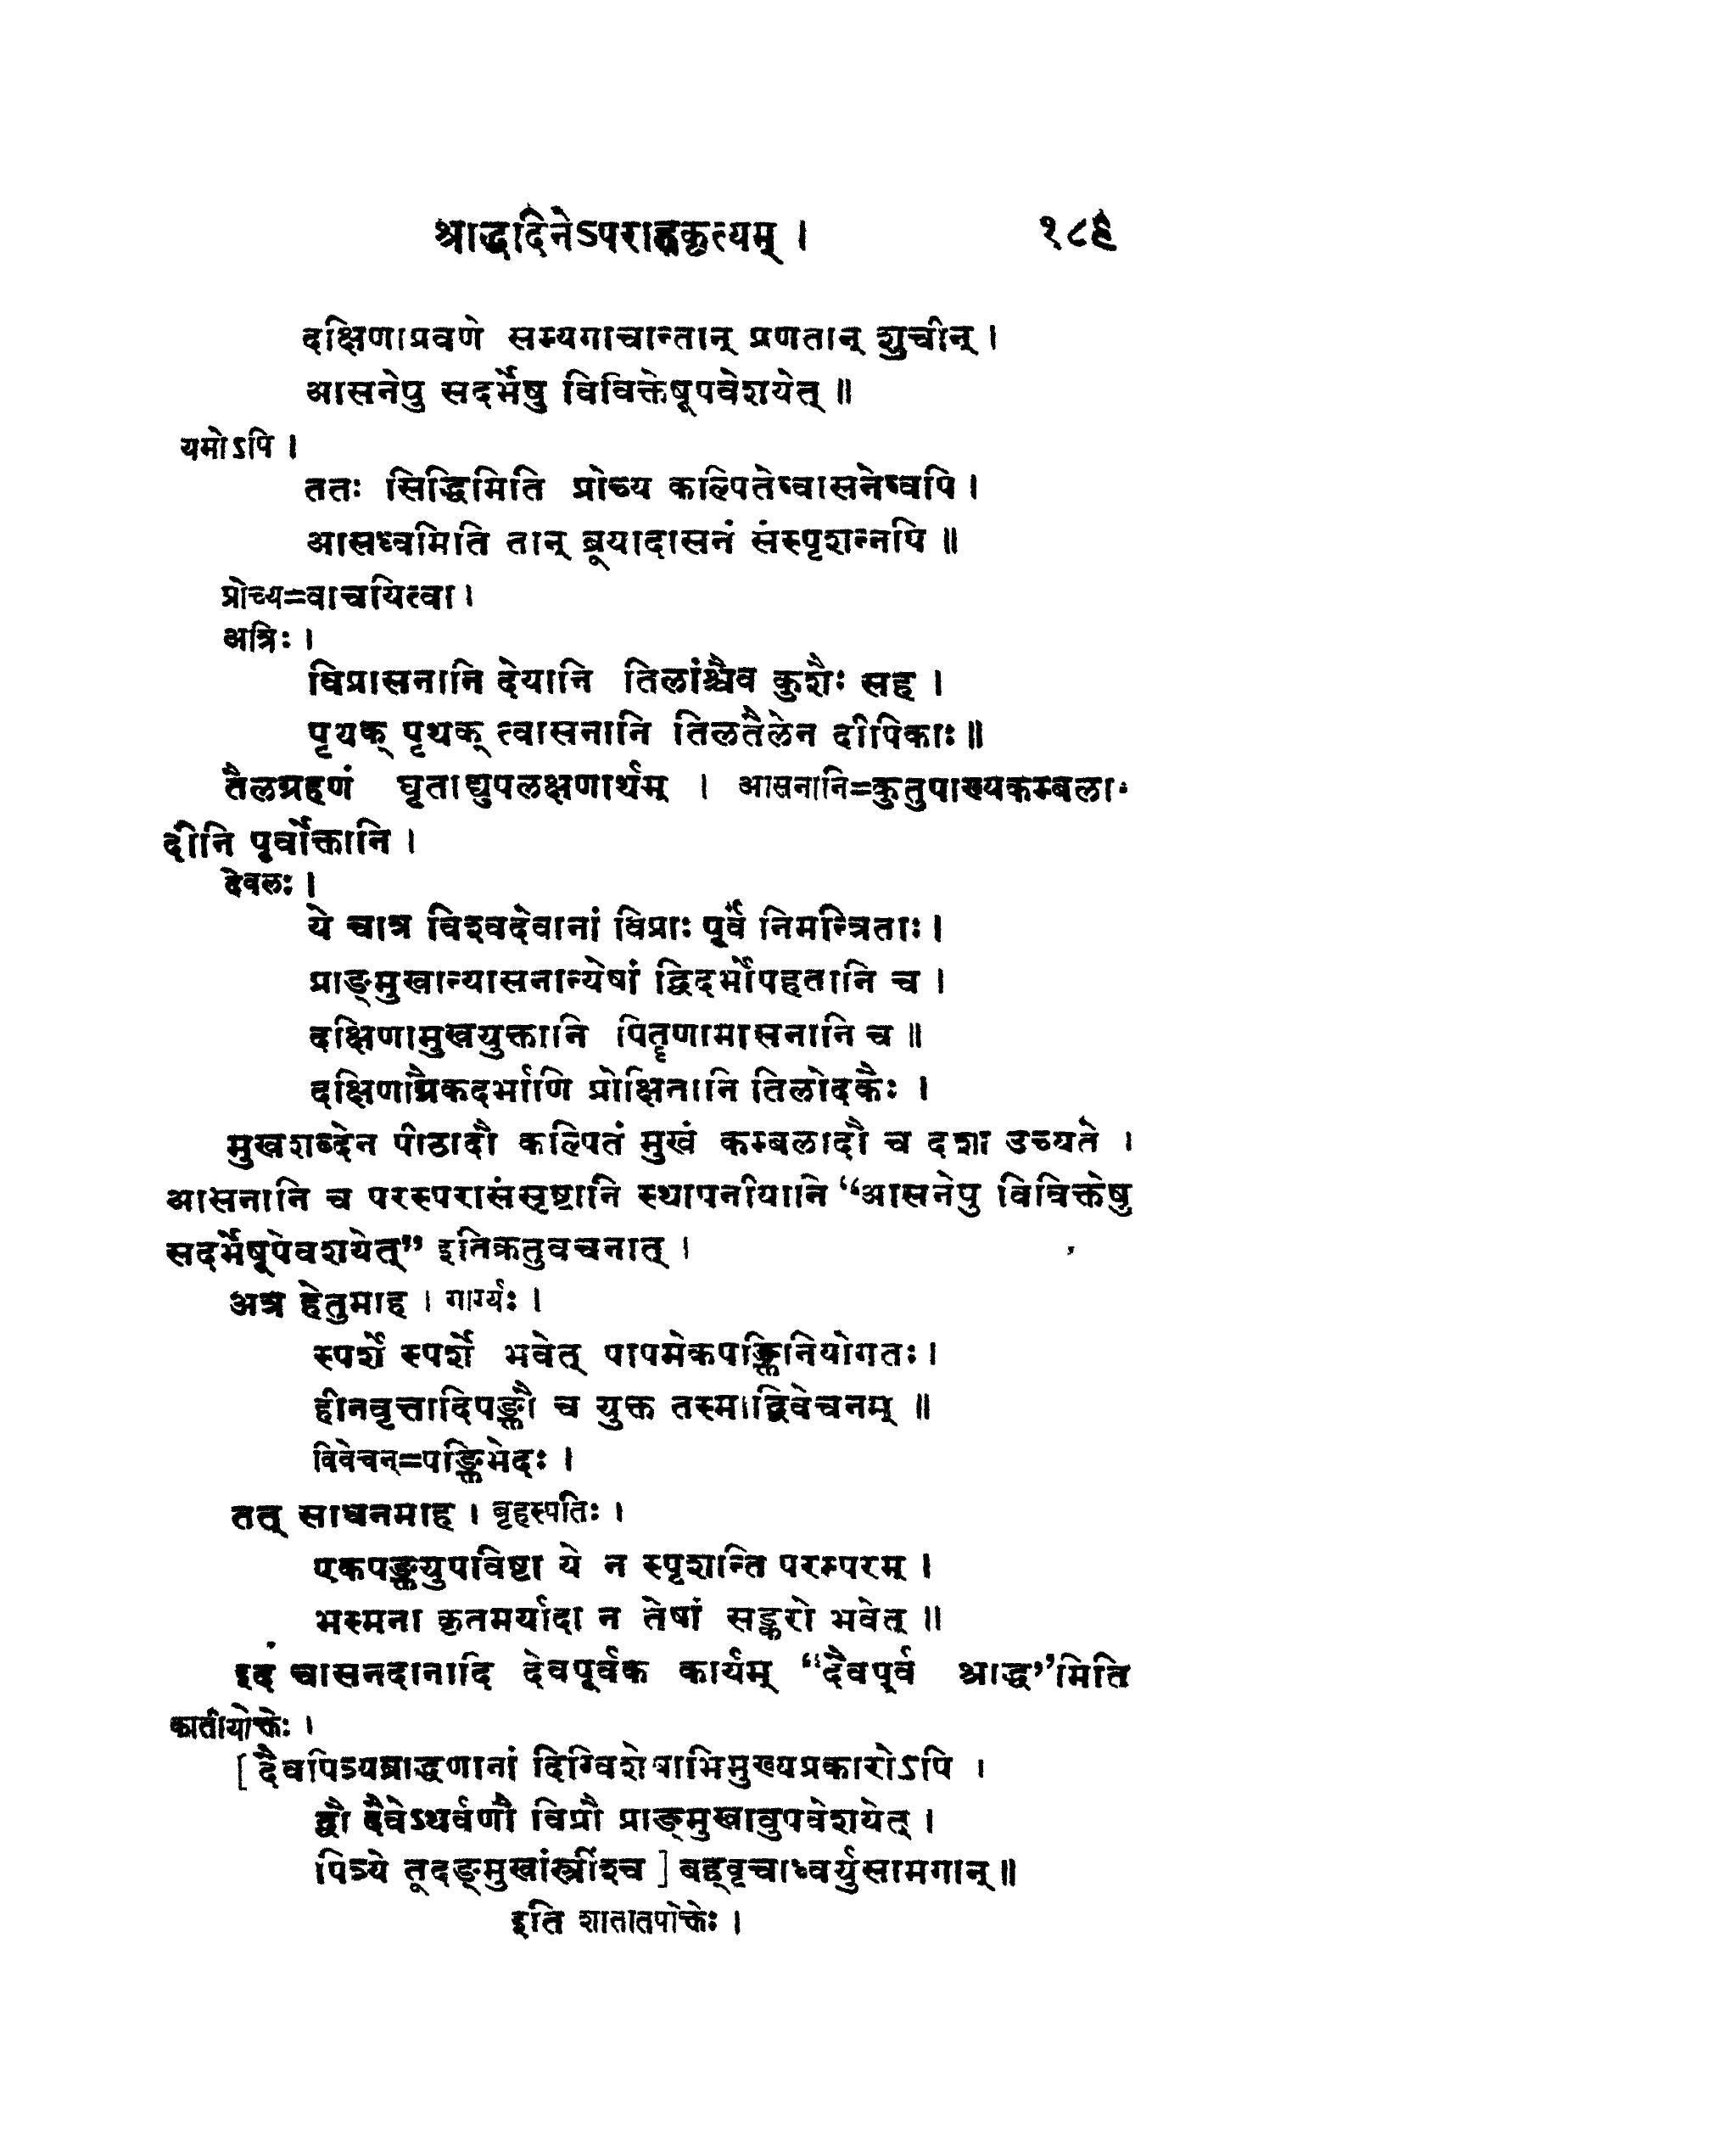 श्राद्धदिनेऽपराह्णकृत्यम् । १८९
दक्षिणाप्रवणे सम्यगाचान्तान् प्रणतान् शुचीन् ।
आसनेषु सदर्भेषु विविक्तेषूपवेशयेत् ॥
यमोऽपि ।
ततः सिद्धिमिति प्रोच्य कल्पितेष्वासनेष्वपि ।
आसध्वमिति तान् ब्रूयादासनं संस्पृशन्नपि ॥
प्रोच्य=वाचयित्वा ।
अत्रिः ।
विप्रासनानि देयानि तिलांश्चैव कुशैः सह ।
पृथक् पृथक् त्वासनानि तिलतैलेन दीपिकाः ॥
तैलग्रहणं घृताद्युपलक्षणार्थम् । आसनानि=कुतुपाख्यकम्बला-
दीनि पूर्वोक्तानि ।
देवलः ।
ये चात्र विश्वदेवानां विप्राः पूर्वं निमन्त्रिताः ।
प्राङ्मुखान्यासनान्येषां द्विदर्भोपहतानि च ।
दक्षिणामुखयुक्तानि पितॄणामासनानि च ॥
दक्षिणाग्रैकदर्भाणि प्रोक्षितानि तिलोदकैः ।
मुखशब्देन पीठादौ कल्पितं मुखं कम्बलादौ च दशा उच्यते ।
आसनानि च परस्परासंसृष्टानि स्थापनीयानि “आसनेषु विविक्तेषु
सदर्भेषूपेवशयेत्” इतिक्रतुवचनात् ।
अत्र हेतुमाह । गार्ग्यः ।
स्पर्शे स्पर्शे भवेत् पापमेकपङ्क्तिनियोगतः ।
हीनवृत्तादिपङ्क्तौ च युक्त तस्माद्विवेचनम् ॥
विवेचन्=पङ्क्तिभेदः ।
तत् साधनमाह । बृहस्पतिः ।
एकपङ्क्त्युपविष्टा ये न स्पृशन्ति परस्परम् ।
भस्मना कृतमर्यादा न तेषां सङ्करो भवेत् ॥
इदं चासनदानादि देवपूर्वक कार्यम् “दैवपूर्व श्राद्ध”मिति
कातीयोक्तेः ।
[ दैवपित्र्यब्राह्मणानां दिग्विशेषाभिमुख्यप्रकारोऽपि ।
द्वौ दैवेऽथर्वणौ विप्रौ प्राङ्मुखावुपवेशयेत् ।
पित्र्ये तूदङ्मुखांस्त्रींश्च ] बह्वृचाध्वर्युसामगान् ॥
इति शातातपोक्तेः ।